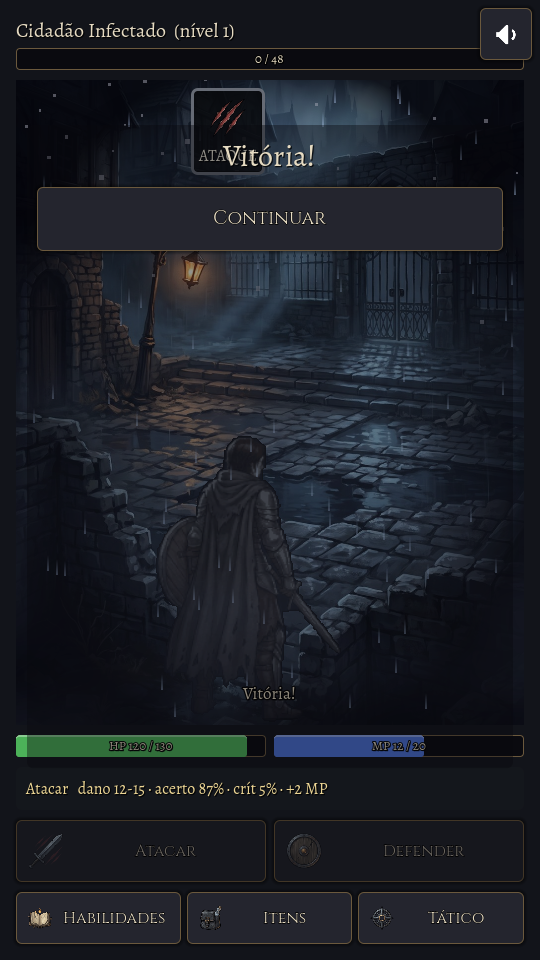 Cidadão Infectado (nível 1)
0 / 48
Vitória!
Continuar
Vitória!
HP 120 / 130
MP 12 / 20
Atacar dano 12-15 · acerto 87% · crít 5% · +2 MP
Atacar
Defender
Habilidades
Itens
Tático